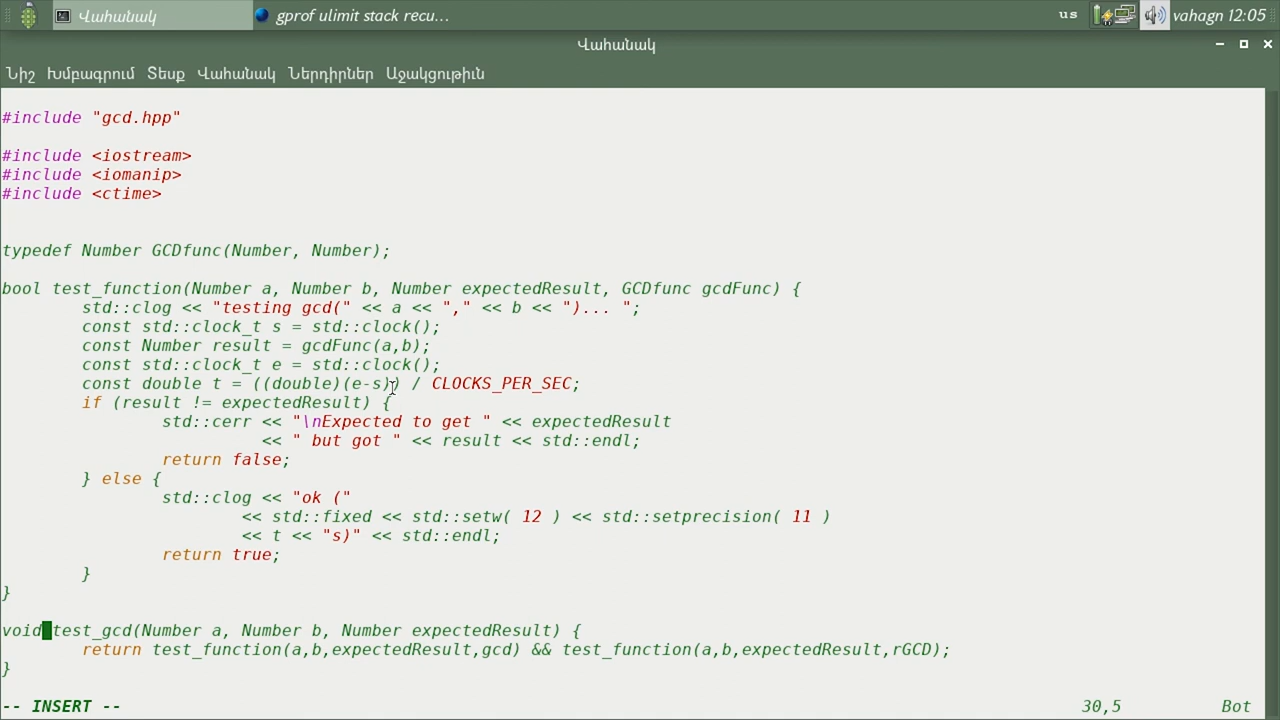 Վահանակ
gprof ulimit stack recu...
us
vahagn 12:05
Վահանակ
Նիշ Խմբագրում Տեսք Վահանակ Ներդիրներ Աջակցութիւն
#include "gcd.hpp"
#include <iostream>
#include <iomanip>
#include <ctime>
typedef Number GCDfunc(Number, Number);
bool test_function(Number a, Number b, Number expectedResult, GCDfunc gcdFunc) {
std::clog << "testing gcd(" << a << "," << b << ")... ";
const std::clock_t s = std::clock();
const Number result = gcdFunc(a,b);
const std::clock_t e = std::clock();
const double t = ((double)(e-s)) / CLOCKS_PER_SEC;
if (result != expectedResult) {
std::cerr << "\nExpected to get " << expectedResult
<< " but got " << result << std::endl;
return false;
} else {
std::clog << "ok ("
<< std::fixed << std::setw( 12 ) << std::setprecision( 11 )
<< t << "s)" << std::endl;
return true;
}
}
void test_gcd(Number a, Number b, Number expectedResult) {
return test_function(a,b,expectedResult,gcd) && test_function(a,b,expectedResult,rGCD);
}
-- INSERT -- 30,5 Bot